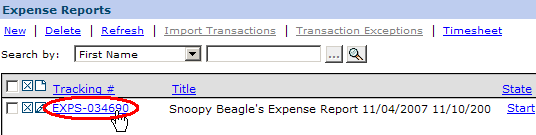 Expense Reports
New | Delete | Refresh | Import Transactions | Transaction Exceptions | Timesheet
Search by: First Name ...
Tracking # Title State
EXPS-034690 Snoopy Beagle's Expense Report 11/04/2007 11/10/200 Start